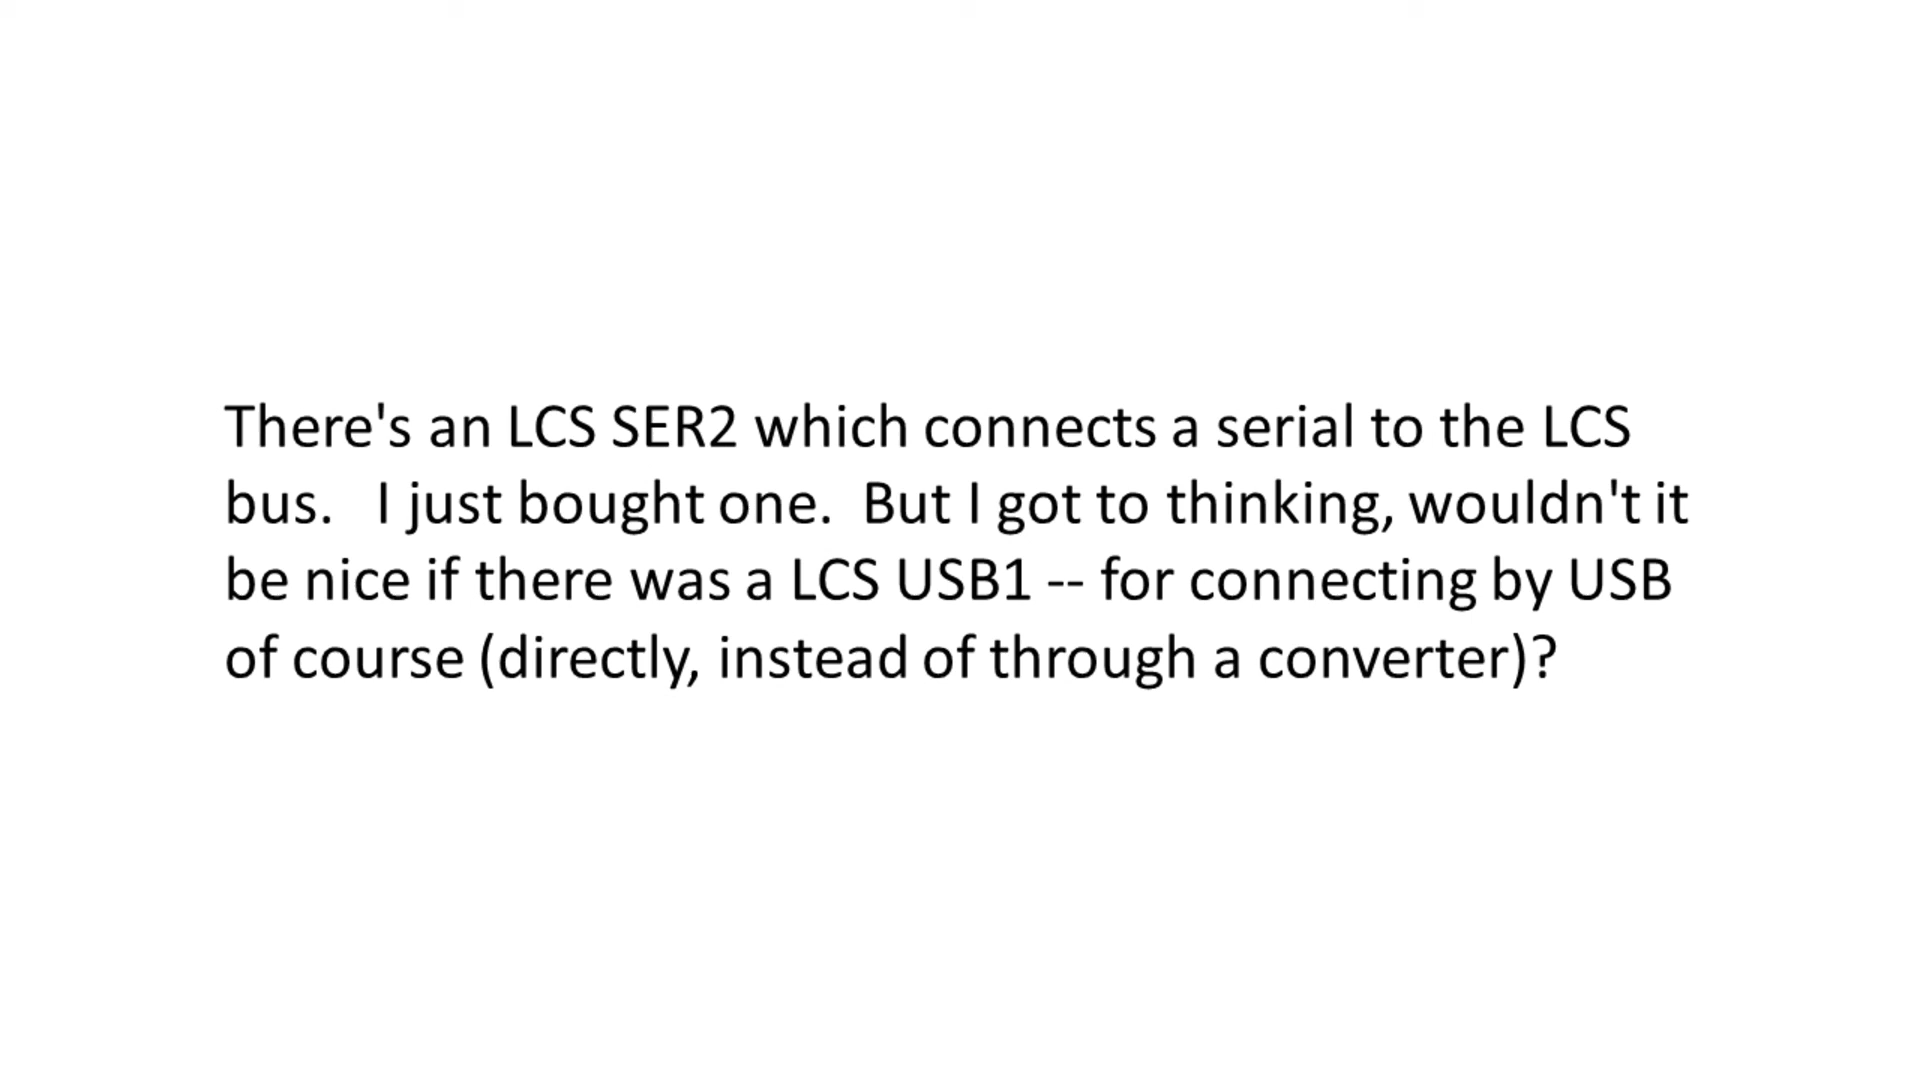 There's an LCS SER2 which connects a serial to the LCS
bus.   I just bought one.  But I got to thinking, wouldn't it
be nice if there was a LCS USB1 -- for connecting by USB
of course (directly, instead of through a converter)?